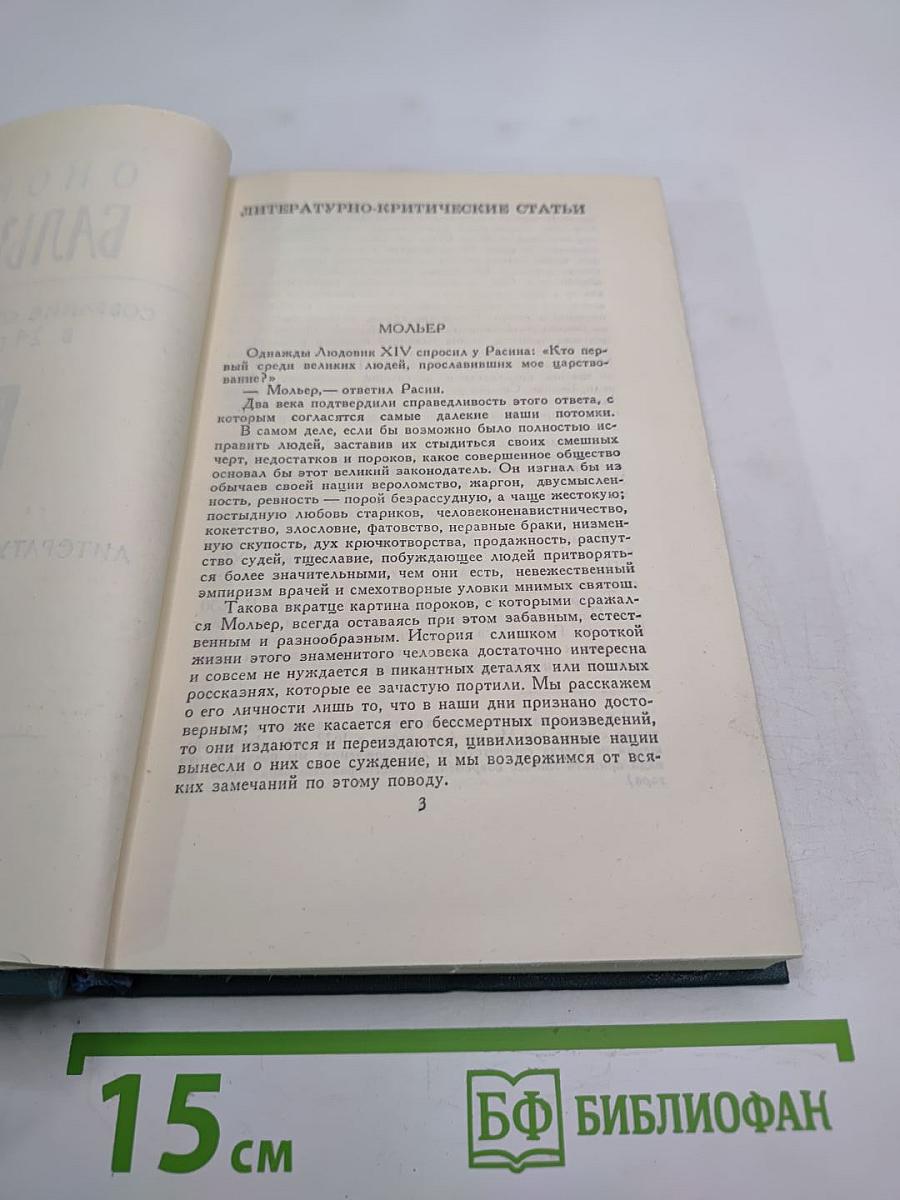 ОНОР
БАЛЬЗ
СОБРАНИЕ СО
В 24
ЛИТЕРАТУ
ЛИТЕРАТУРНО-КРИТИЧЕСКИЕ СТАТЬИ
МОЛЬЕР
Однажды Людовик XIV спросил у Расина: «Кто пер-
вый среди великих людей, прославивших мое царство-
вание?»
— Мольер,— ответил Расин.
Два века подтвердили справедливость этого ответа, с
которым согласятся самые далекие наши потомки.
В самом деле, если бы возможно было полностью ис-
править людей, заставив их стыдиться своих смешных
черт, недостатков и пороков, какое совершенное общество
основал бы этот великий законодатель. Он изгнал бы из
обычаев своей нации вероломство, жаргон, двусмыслен-
ность, ревность — порой безрассудную, а чаще жестокую;
постыдную любовь стариков, человеконенавистничество,
кокетство, злословие, фатовство, неравные браки, низмен-
ную скупость, дух крючкотворства, продажность, распут-
ство судей, тщеславие, побуждающее людей притворять-
ся более значительными, чем они есть, невежественный
эмпиризм врачей и смехотворные уловки мнимых святош.
Такова вкратце картина пороков, с которыми сражал-
ся Мольер, всегда оставаясь при этом забавным, естест-
венным и разнообразным. История слишком короткой
жизни этого знаменитого человека достаточно интересна
и совсем не нуждается в пикантных деталях или пошлых
россказнях, которые ее зачастую портили. Мы расскажем
о его личности лишь то, что в наши дни признано досто-
верным; что же касается его бессмертных произведений,
то они издаются и переиздаются, цивилизованные нации
вынесли о них свое суждение, и мы воздержимся от вся-
ких замечаний по этому поводу.
3
15 см
БФ БИБЛИОФАН